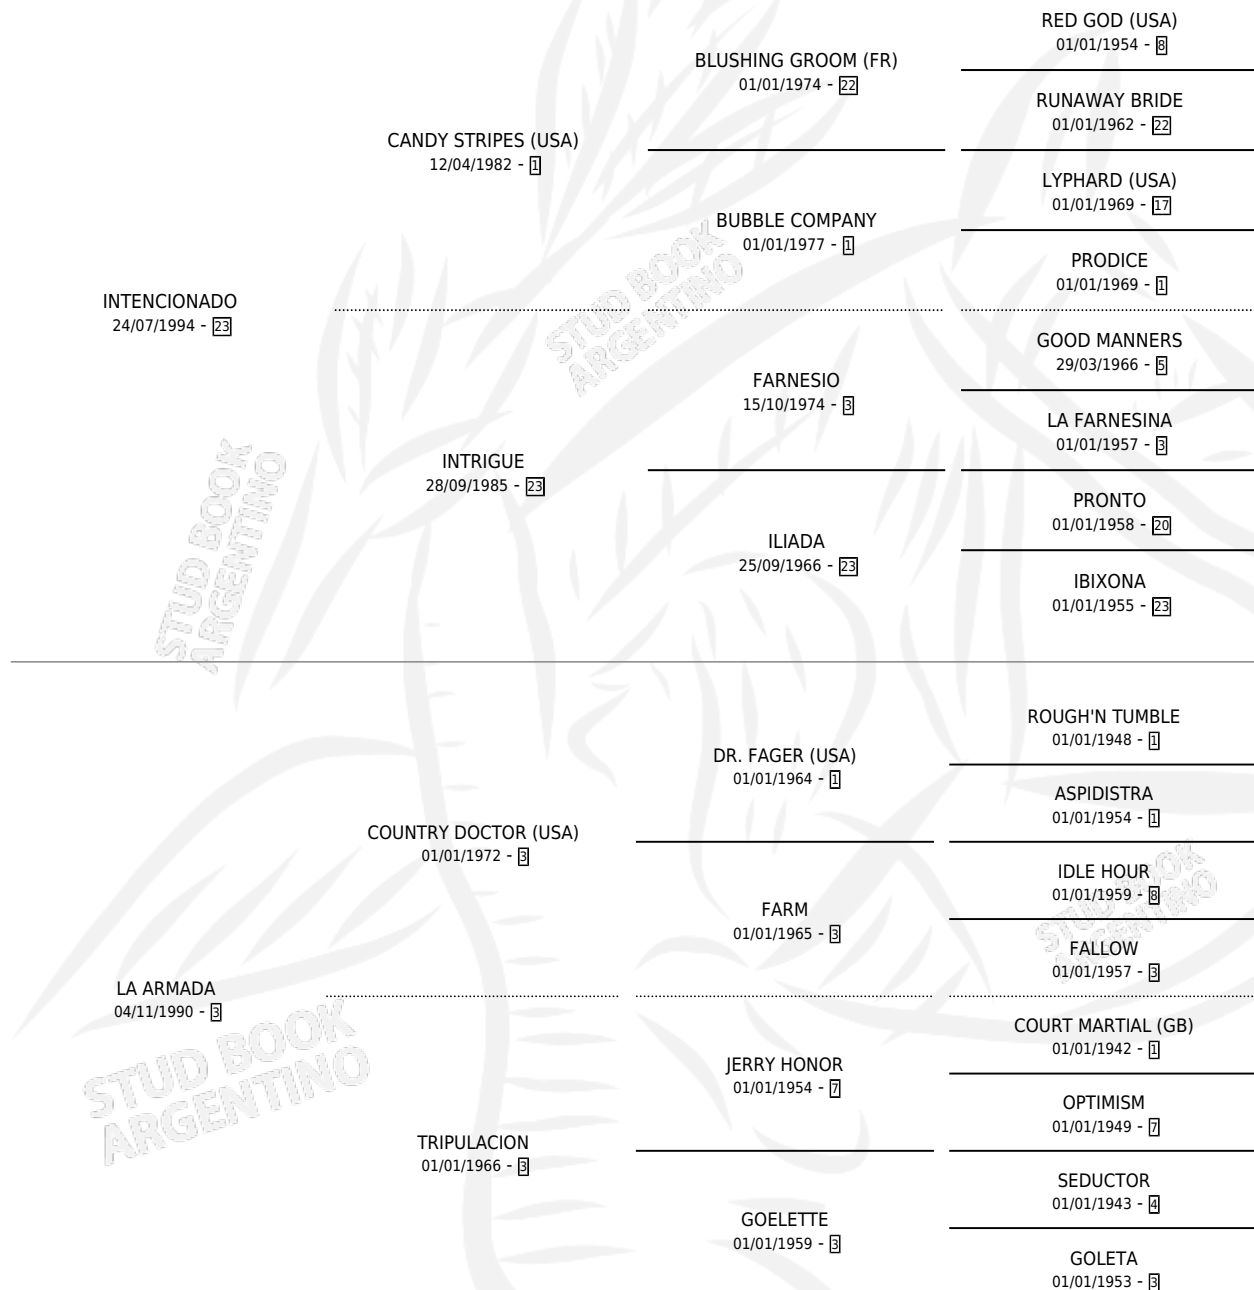 RED GOD (USA)
01/01/1954 - 8
BLUSHING GROOM (FR)
01/01/1974 - 22
RUNAWAY BRIDE
01/01/1962 - 22
CANDY STRIPES (USA)
12/04/1982 - 1
LYPHARD (USA)
01/01/1969 - 17
BUBBLE COMPANY
01/01/1977 - 1
PRODICE
01/01/1969 - 1
INTENCIONADO
24/07/1994 - 23
GOOD MANNERS
29/03/1966 - 5
FARNESIO
15/10/1974 - 3
LA FARNESINA
01/01/1957 - 3
INTRIGUE
28/09/1985 - 23
PRONTO
01/01/1958 - 20
ILIADA
25/09/1966 - 23
IBIXONA
01/01/1955 - 23
ROUGH'N TUMBLE
01/01/1948 - 1
DR. FAGER (USA)
01/01/1964 - 1
ASPIDISTRA
01/01/1954 - 1
COUNTRY DOCTOR (USA)
01/01/1972 - 3
IDLE HOUR
01/01/1959 - 8
FARM
01/01/1965 - 3
FALLOW
01/01/1957 - 3
LA ARMADA
04/11/1990 - 3
COURT MARTIAL (GB)
01/01/1942 - 1
JERRY HONOR
01/01/1954 - 7
OPTIMISM
01/01/1949 - 7
TRIPULACION
01/01/1966 - 3
SEDUCTOR
01/01/1943 - 4
GOELETTE
01/01/1959 - 3
GOLETA
01/01/1953 - 3
STUD BOOK
ARGENTINO
STUD BOOK
ARGENTINO
STUD BOOK
ARGENTINO
STUD BOOK
ARGENTINO